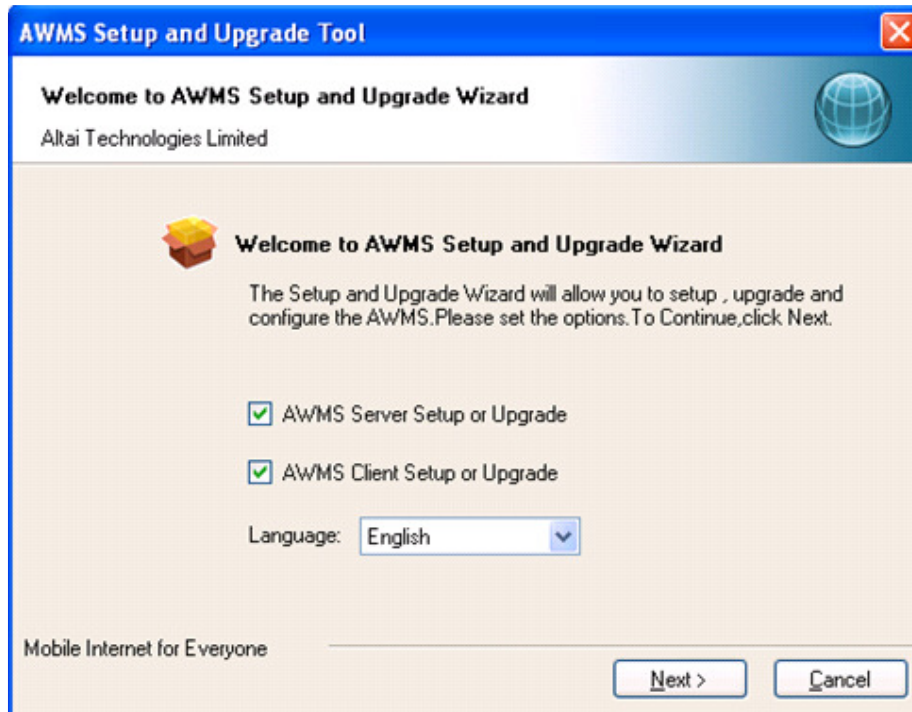 AWMS Setup and Upgrade Tool
Welcome to AWMS Setup and Upgrade Wizard
Altai Technologies Limited
Welcome to AWMS Setup and Upgrade Wizard
The Setup and Upgrade Wizard will allow you to setup , upgrade and
configure the AWMS.Please set the options.To Continue,click Next.
AWMS Server Setup or Upgrade
AWMS Client Setup or Upgrade
Language: English
Mobile Internet for Everyone
Next > Cancel